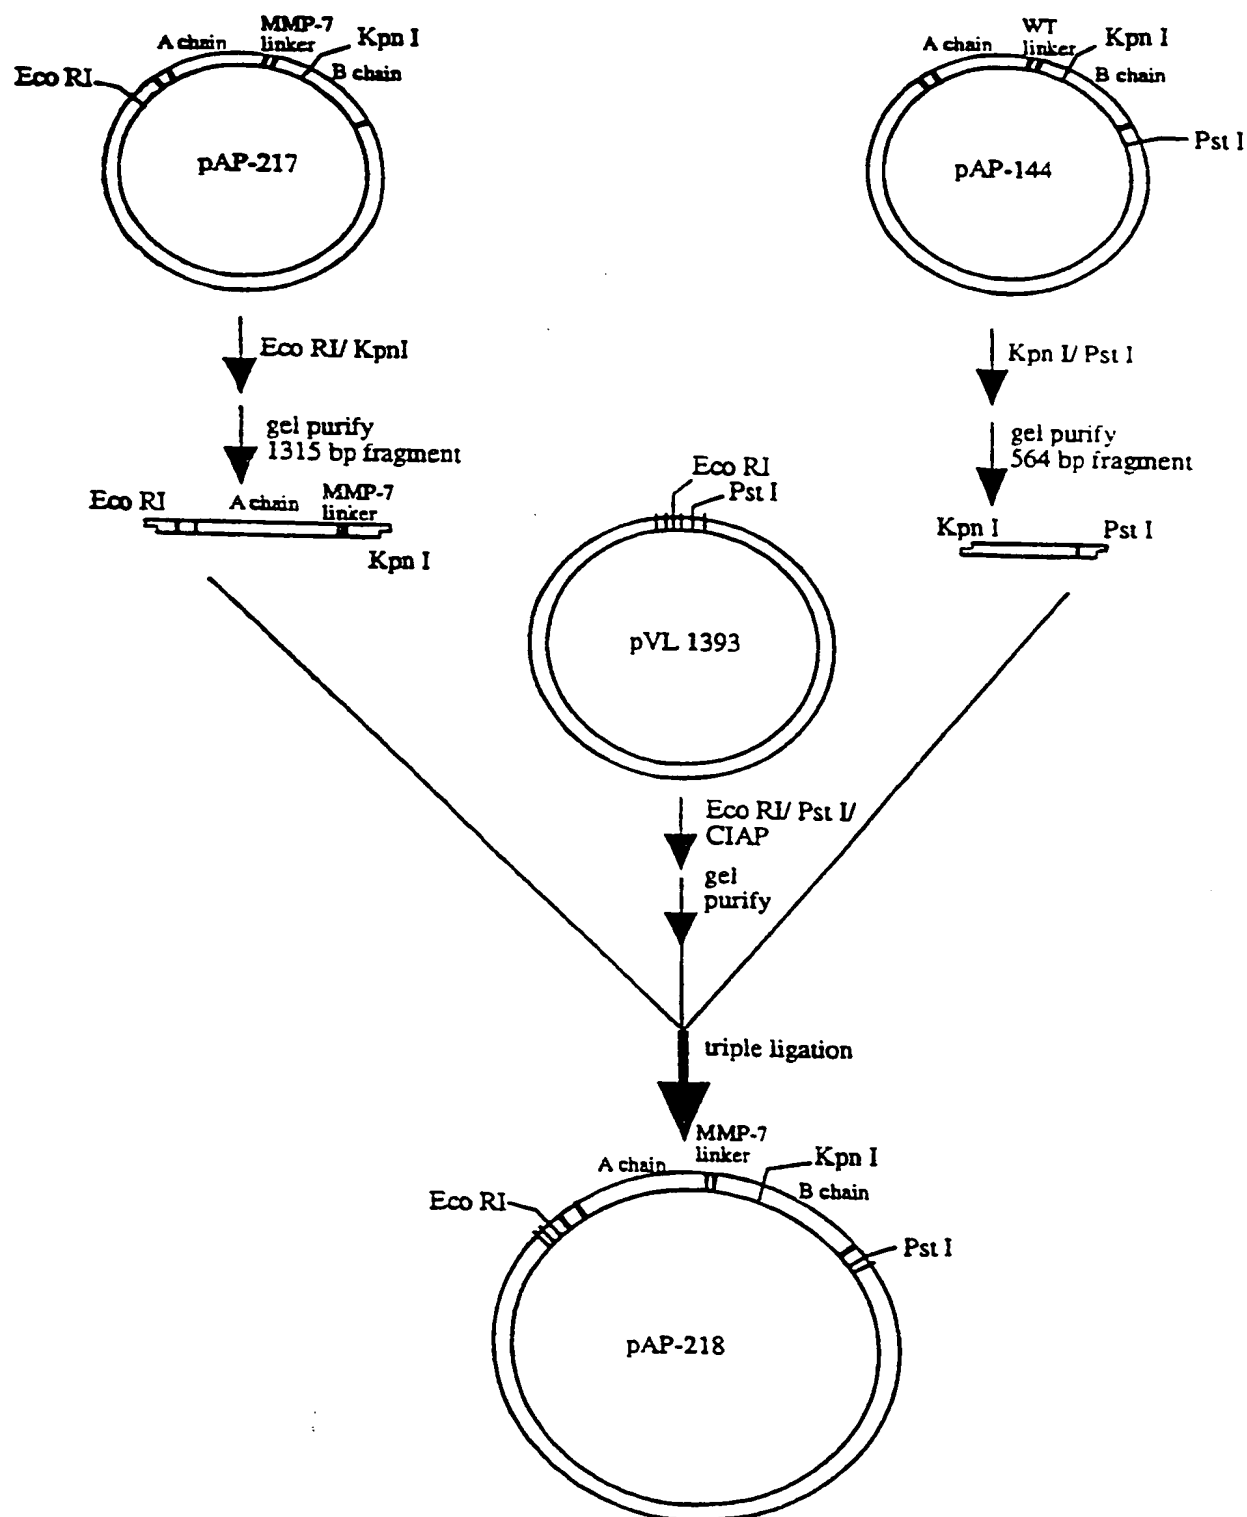 A chain
MMP-7
linker
Kpn I
B chain
Eco RI
pAP-217
A chain
WT
linker
Kpn I
B chain
Pst I
pAP-144
Eco RI/ KpnI
gel purify
1315 bp fragment
Kpn I/ Pst I
gel purify
564 bp fragment
Eco RI
A chain
MMP-7
linker
Kpn I
Eco RI
Pst I
Kpn I
Pst I
pVL 1393
Eco RI/ Pst I/
CIAP
gel
purify
triple ligation
MMP-7
linker
A chain
Kpn I
B chain
Eco RI
Pst I
pAP-218